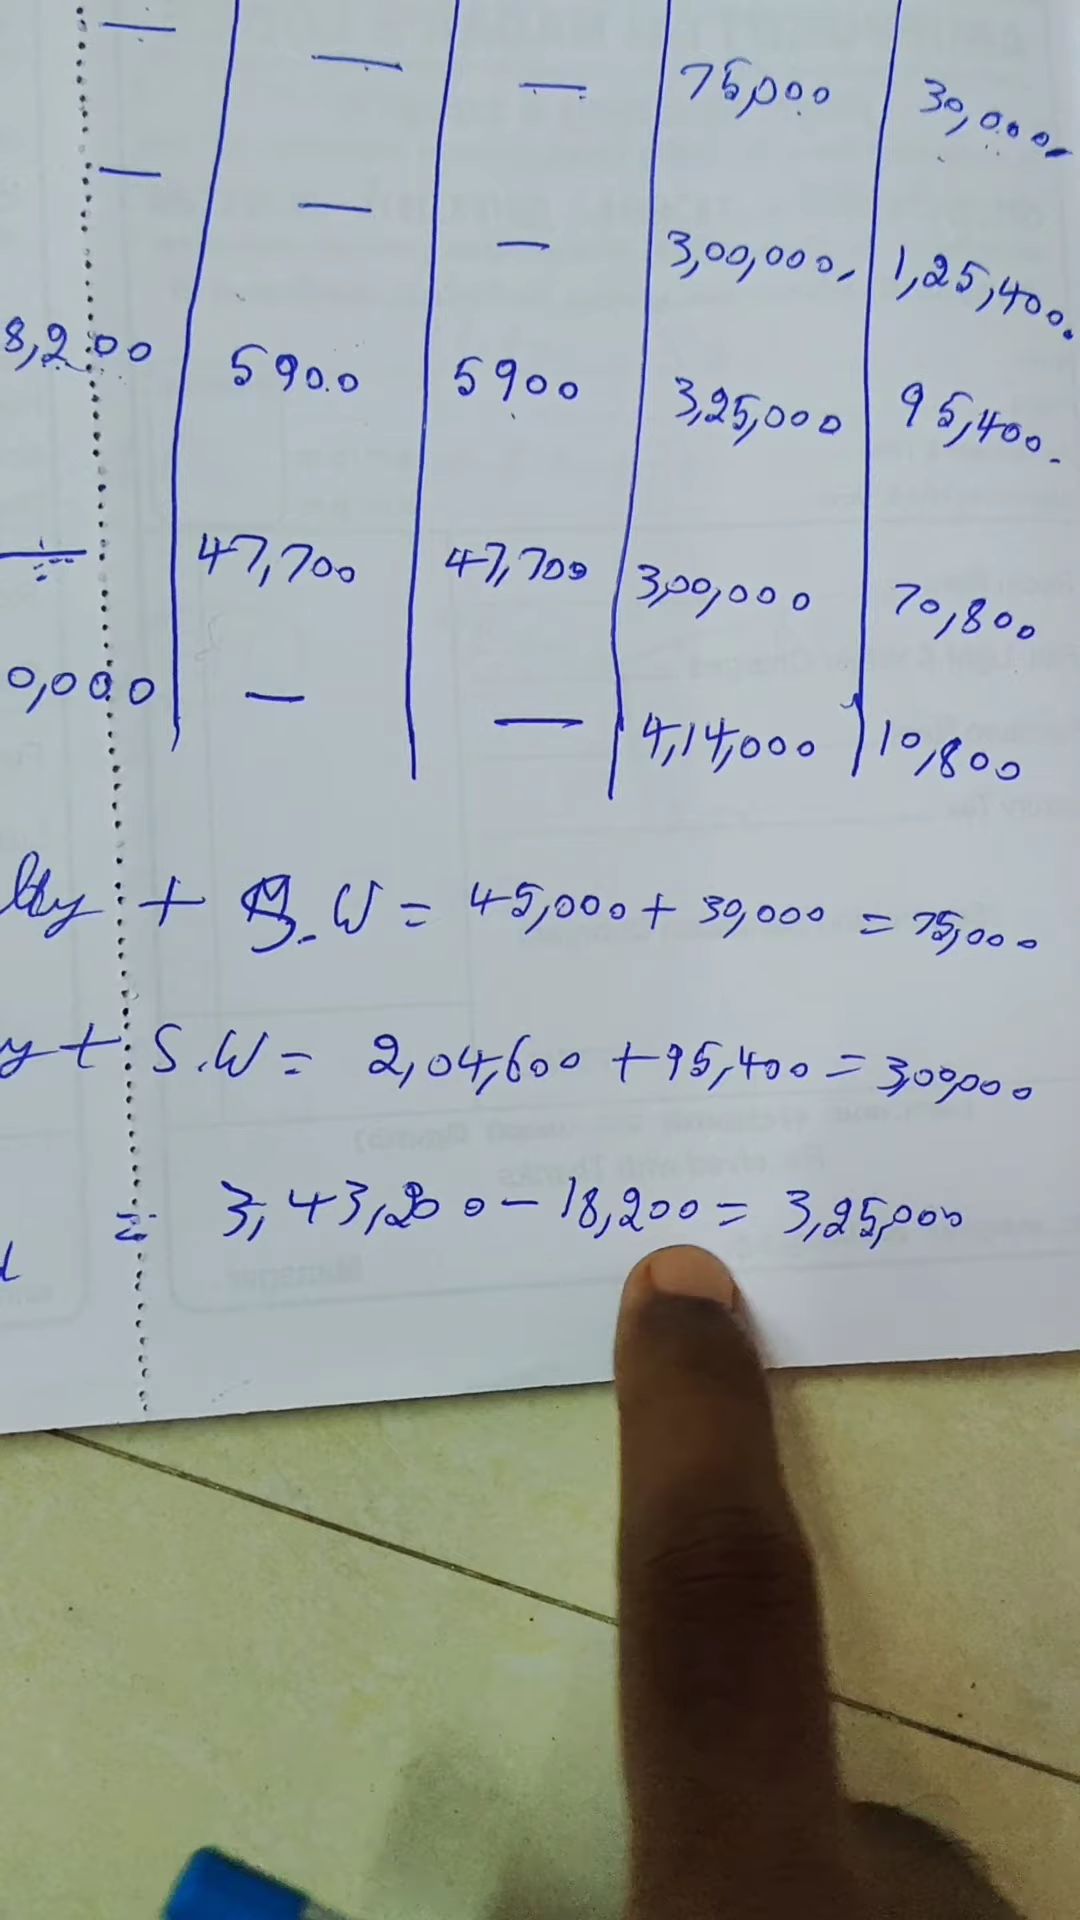 — — — 75,000 30,000
— — — 3,00,000 1,25,400
8,200 5900 5900 3,25,000 95,400
— 47,700 47,700 3,00,000 70,800
0,000 — — 4,14,000 10,800
lty + S.W = 45,000 + 30,000 = 75,000
y + S.W = 2,04,600 + 95,400 = 3,00,000
= 3,43,200 - 18,200 = 3,25,000